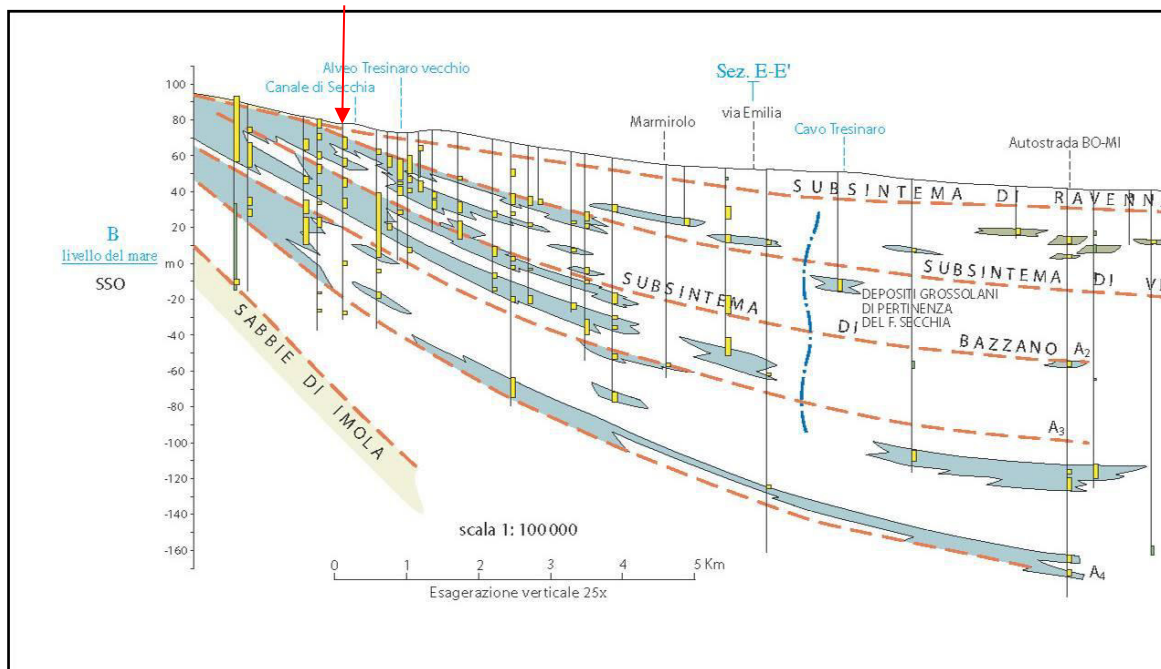 Alveo Tresinaro vecchio
Canale di Secchia
Sez. E-E'
via Emilia
Marmirolo
Cavo Tresinaro
Autostrada BO-MI
100
80
60
40
20
m 0
-20
-40
-60
-80
-100
-120
-140
-160
B
livello del mare
SSO
SUBSINTEMA DI RAVENN
SUBSINTEMA DI VI
SUBSINTEMA DI BAZZANO A2
DEPOSITI GROSSOLANI
DI PERTINENZA
DEL F. SECCHIA
SABBIE DI IMOLA
A3
A4
scala 1: 100000
0 1 2 3 4 5 Km
Esagerazione verticale 25x